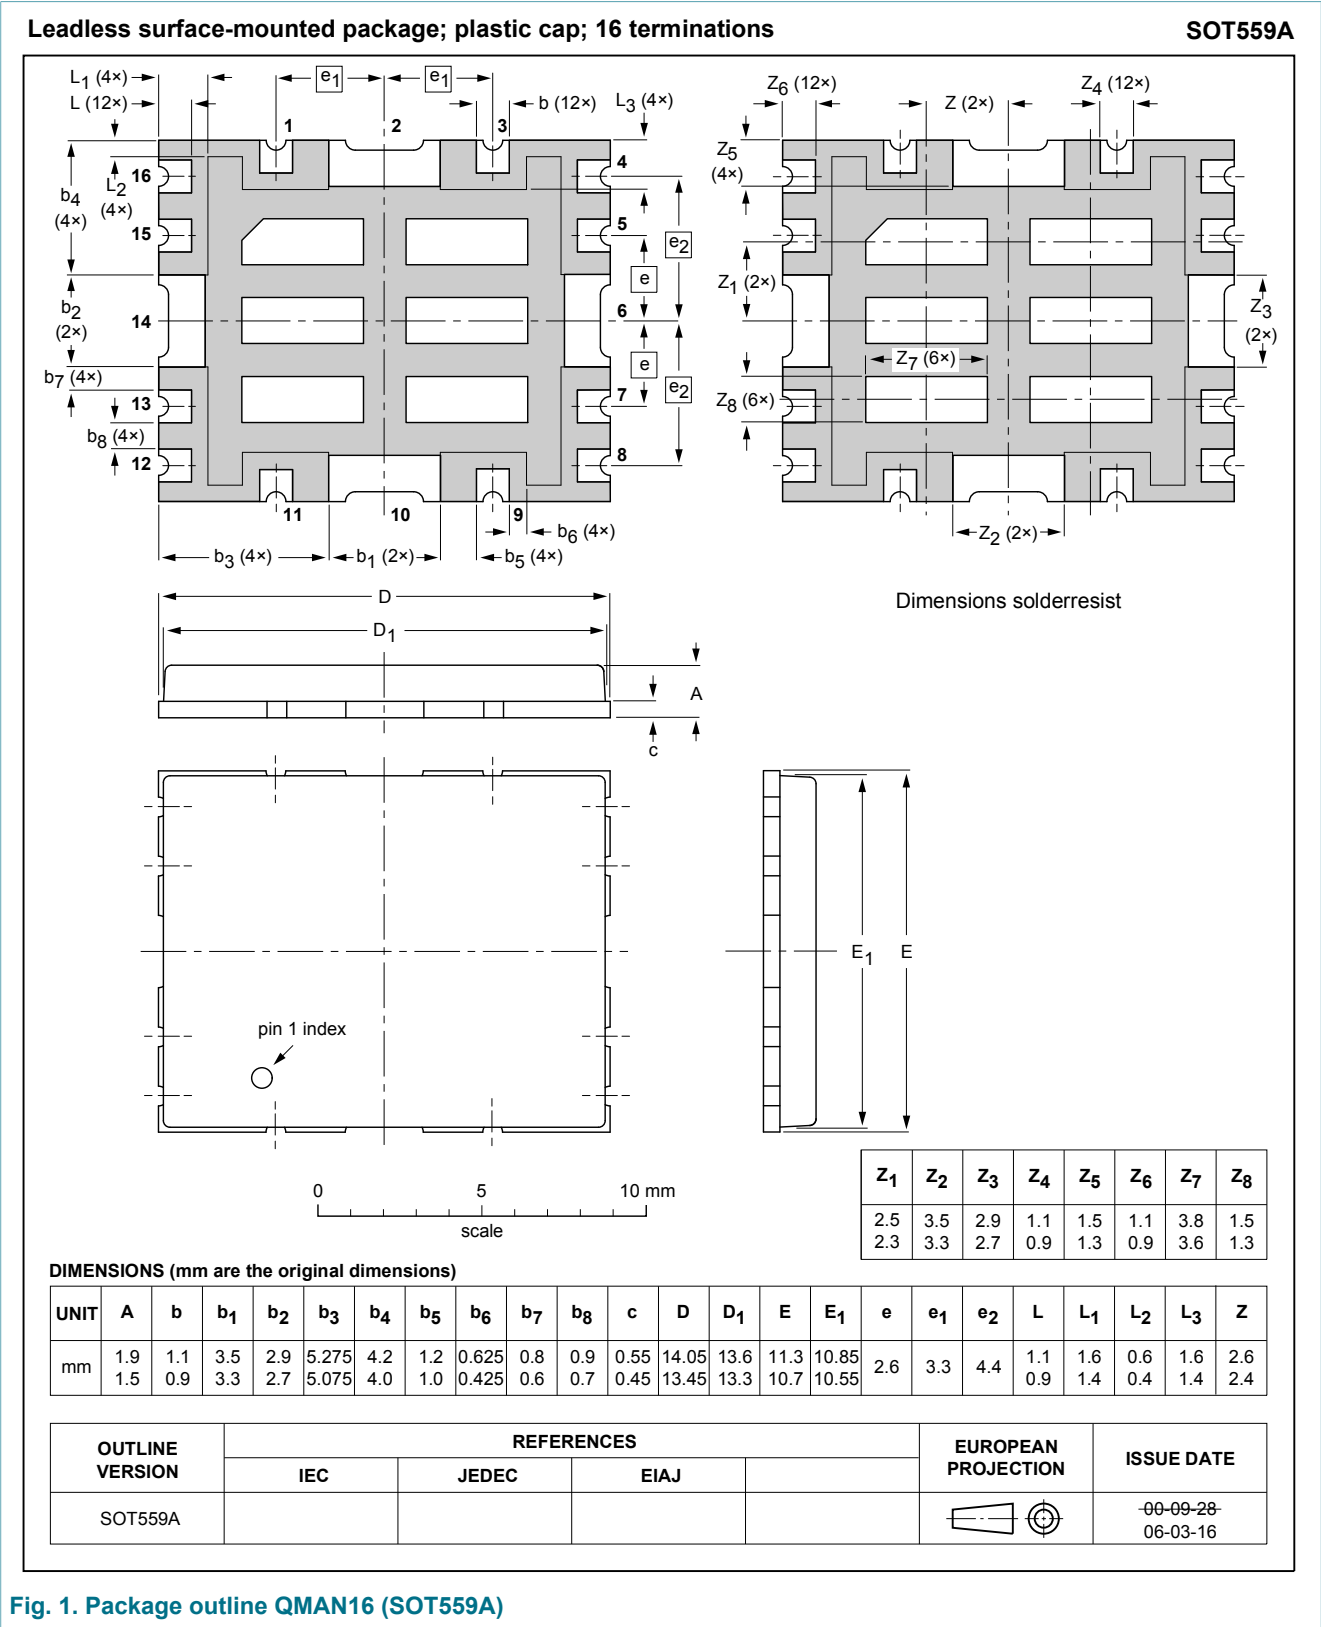 Leadless surface-mounted package; plastic cap; 16 terminations SOT559A
L1 (4×) e1 e1
L (12×) b (12×) L3 (4×)
1 2 3
16 4
b4 (4×) L2 (4×)
15 5
e2 e
b2 (2×) 14 6
b7 (4×) e e2
13 7
b8 (4×)
12 8
11 10 9
b6 (4×)
b3 (4×) b1 (2×) b5 (4×)
Z6 (12×) Z (2×) Z4 (12×)
Z5 (4×)
Z1 (2×) Z3 (2×)
Z7 (6×)
Z8 (6×)
Z2 (2×)
Dimensions solderresist
D
D1
A
c
E1 E
pin 1 index
0 5 10 mm
scale
Z1 Z2 Z3 Z4 Z5 Z6 Z7 Z8
2.5 3.5 2.9 1.1 1.5 1.1 3.8 1.5
2.3 3.3 2.7 0.9 1.3 0.9 3.6 1.3
DIMENSIONS (mm are the original dimensions)
UNIT A b b1 b2 b3 b4 b5 b6 b7 b8 c D D1 E E1 e e1 e2 L L1 L2 L3 Z
mm 1.9 1.1 3.5 2.9 5.275 4.2 1.2 0.625 0.8 0.9 0.55 14.05 13.6 11.3 10.85 2.6 3.3 4.4 1.1 1.6 0.6 1.6 2.6
1.5 0.9 3.3 2.7 5.075 4.0 1.0 0.425 0.6 0.7 0.45 13.45 13.3 10.7 10.55 0.9 1.4 0.4 1.4 2.4
OUTLINE VERSION REFERENCES EUROPEAN PROJECTION ISSUE DATE
IEC JEDEC EIAJ
SOT559A 00-09-28
06-03-16
Fig. 1. Package outline QMAN16 (SOT559A)